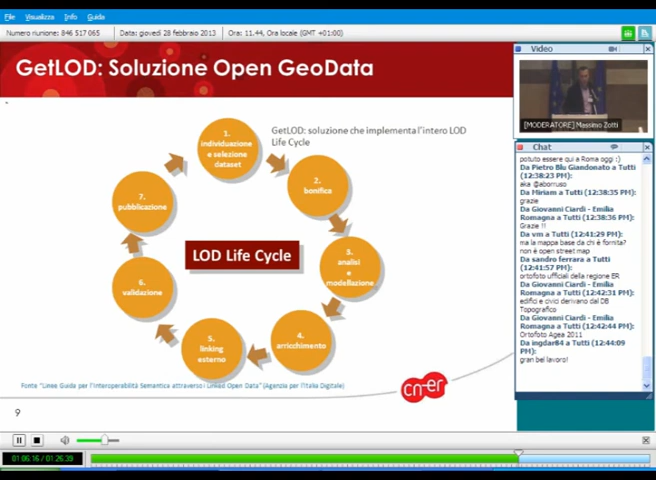 File Visualizza Info Guida
Numero riunione: 846 517 065
Data: giovedì 28 febbraio 2013
Ora: 11.44, Ora locale (GMT +01:00)
GetLOD: Soluzione Open GeoData
GetLOD: soluzione che implementa l'intero LOD
Life Cycle
1.
individuazione
e selezione
dataset
2.
bonifica
3.
analisi
e
modellazione
4.
arricchimento
5.
linking
esterno
6.
validazione
7.
pubblicazione
LOD Life Cycle
Fonte "Linee Guida per l'Interoperabilità Semantica attraverso i Linked Open Data" (Agenzia per l'Italia Digitale)
cn-er
9
Video
[MODERATORE] Massimo Zotti
Chat
potuto essere qui a Roma oggi :)
Da Pietro Blu Giandonato a Tutti
(12:38:23 PM):
aka @aborruso
Da Miriam a Tutti (12:38:35 PM):
grazie
Da Giovanni Ciardi - Emilia
Romagna a Tutti (12:38:36 PM):
Grazie !!
Da vm a Tutti (12:41:29 PM):
ma la mappa base da chi è fornita?
non è open street map
Da sandro ferrara a Tutti
(12:41:57 PM):
ortofoto ufficiali della regione ER
Da Giovanni Ciardi - Emilia
Romagna a Tutti (12:42:31 PM):
edifici e civici derivano dal DB
Topografico
Da Giovanni Ciardi - Emilia
Romagna a Tutti (12:42:44 PM):
Ortofoto Agea 2011
Da ingdar84 a Tutti (12:44:09
PM):
gran bel lavoro!
01:06:16 / 01:26:39